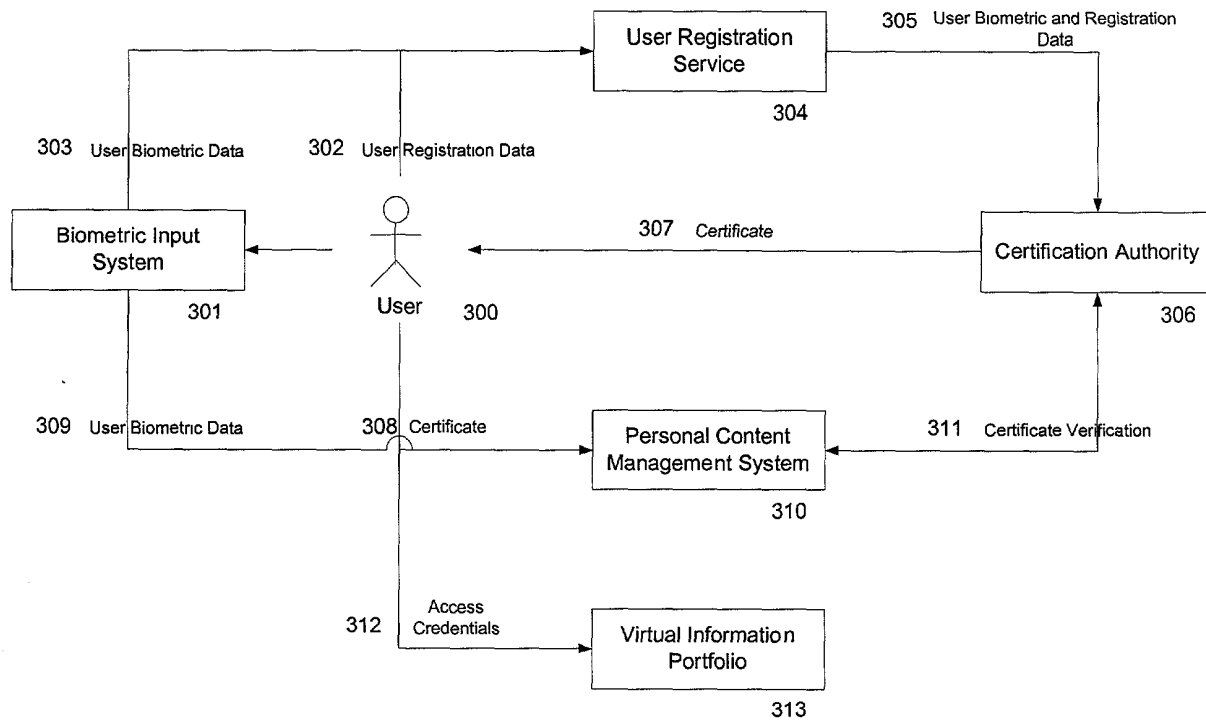 305 User Biometric and Registration
Data
User Registration
Service
304
303 User Biometric Data
302 User Registration Data
Biometric Input
System
301
User
300
307 Certificate
Certification Authority
306
309 User Biometric Data
308 Certificate
Personal Content
Management System
310
311 Certificate Verification
312
Access
Credentials
Virtual Information
Portfolio
313